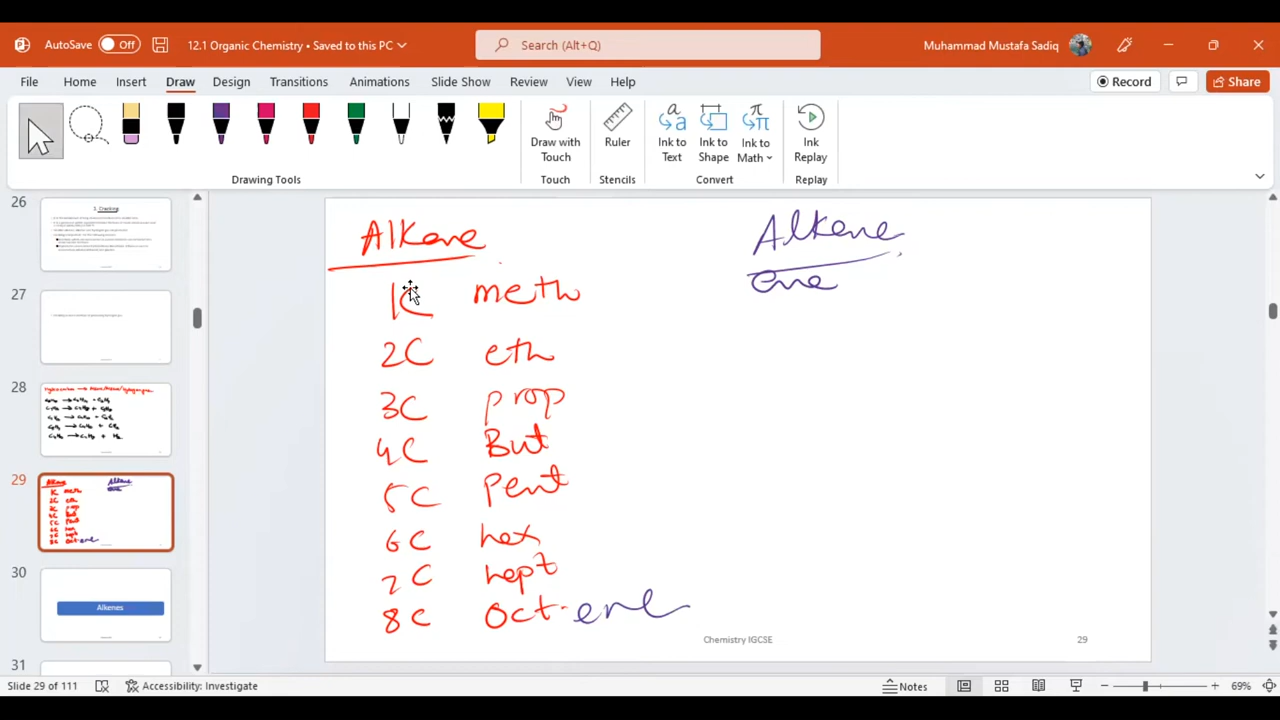 AutoSave Off 12.1 Organic Chemistry • Saved to this PC Search (Alt+Q) Muhammad Mustafa Sadiq
File Home Insert Draw Design Transitions Animations Slide Show Review View Help Record Share
Draw with Touch Ruler Ink to Text Ink to Shape Ink to Math Ink Replay
Drawing Tools Touch Stencils Convert Replay
26
1. Cracking
27
28
29
30
Alkenes
31
Alkane
1C meth
2C eth
3C prop
4C But
5C Pent
6C hex
7C hept
8C Oct-ene
Alkene
ene
Chemistry IGCSE 29
Slide 29 of 111 Accessibility: Investigate Notes 69%